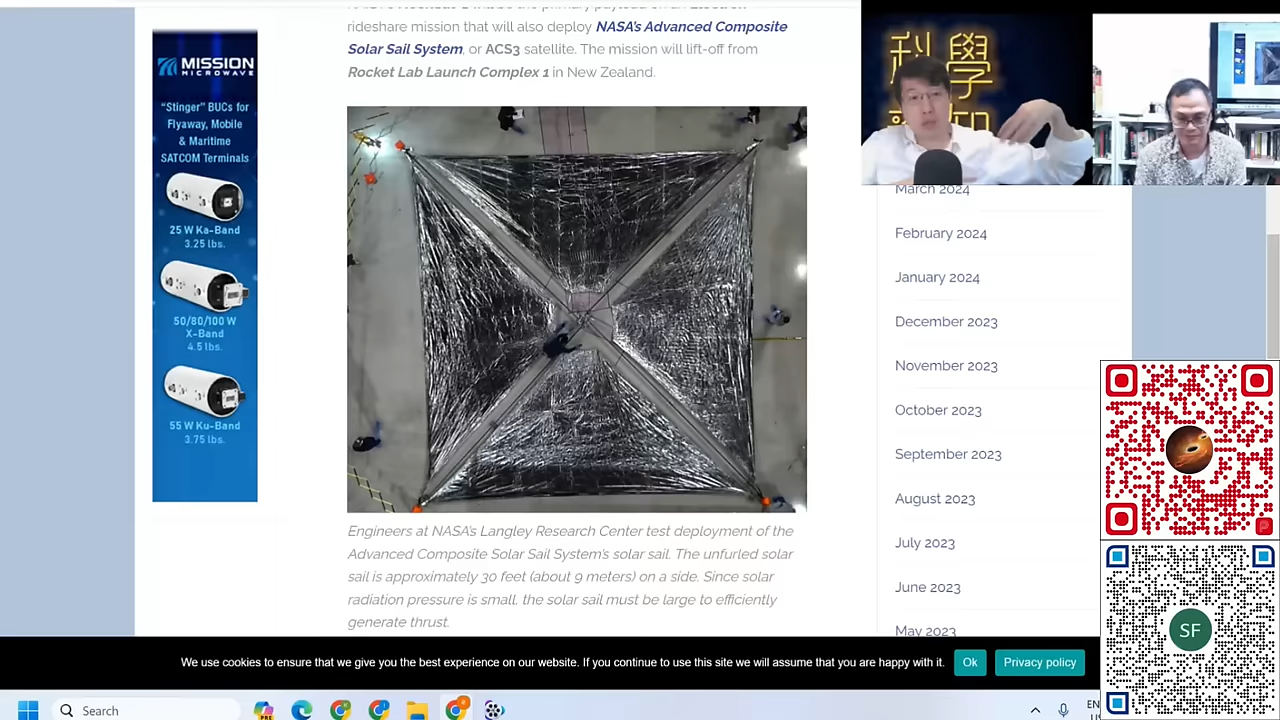 rideshare mission that will also deploy NASA's Advanced Composite
Solar Sail System, or ACS3 satellite. The mission will lift-off from
Rocket Lab Launch Complex 1 in New Zealand.
MISSION
MICROWAVE
"Stinger" BUCs for
Flyaway, Mobile
& Maritime
SATCOM Terminals
25 W Ka-Band
3.25 lbs.
50/80/100 W
X-Band
4.5 lbs.
55 W Ku-Band
3.75 lbs.
Engineers at NASA's Langley Research Center test deployment of the
Advanced Composite Solar Sail System's solar sail. The unfurled solar
sail is approximately 30 feet (about 9 meters) on a side. Since solar
radiation pressure is small, the solar sail must be large to efficiently
generate thrust.
科學
知
March 2024
February 2024
January 2024
December 2023
November 2023
October 2023
September 2023
August 2023
July 2023
June 2023
May 2023
SF
We use cookies to ensure that we give you the best experience on our website. If you continue to use this site we will assume that you are happy with it.
Ok
Privacy policy
Search
PRE
EN